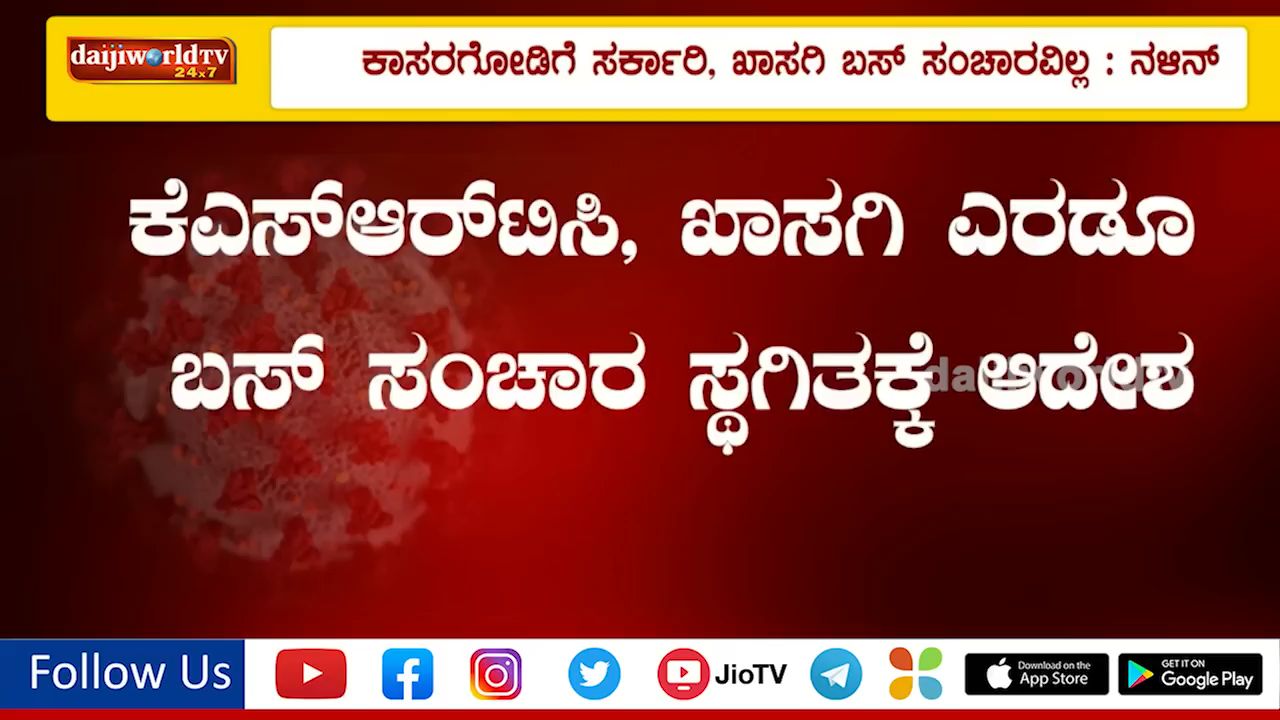 daijiworldTV
24x7
ಕಾಸರಗೋಡಿಗೆ ಸರ್ಕಾರಿ, ಖಾಸಗಿ ಬಸ್ ಸಂಚಾರವಿಲ್ಲ : ನಳಿನ್
ಕೆಎಸ್ಆರ್‌ಟಿಸಿ, ಖಾಸಗಿ ಎರಡೂ
ಬಸ್ ಸಂಚಾರ ಸ್ಥಗಿತಕ್ಕೆ ಆದೇಶ
daijiworldtv
Follow Us
JioTV
Download on the
App Store
GET IT ON
Google Play